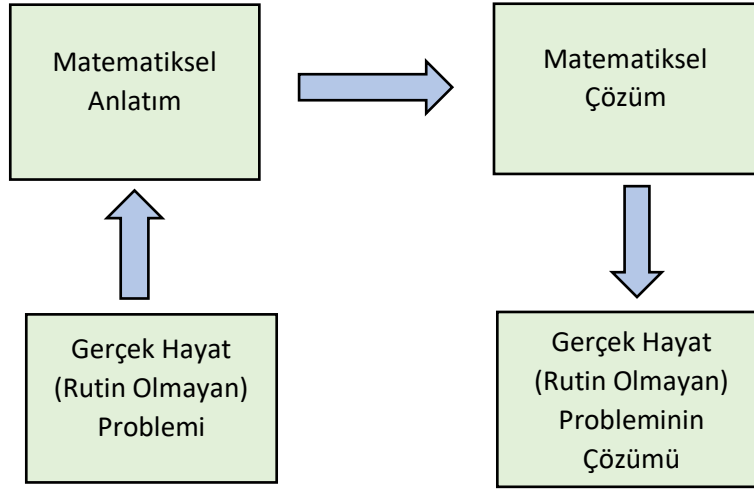 Matematiksel
Anlatım
Matematiksel
Çözüm
Gerçek Hayat
(Rutin Olmayan)
Problemi
Gerçek Hayat
(Rutin Olmayan)
Probleminin
Çözümü